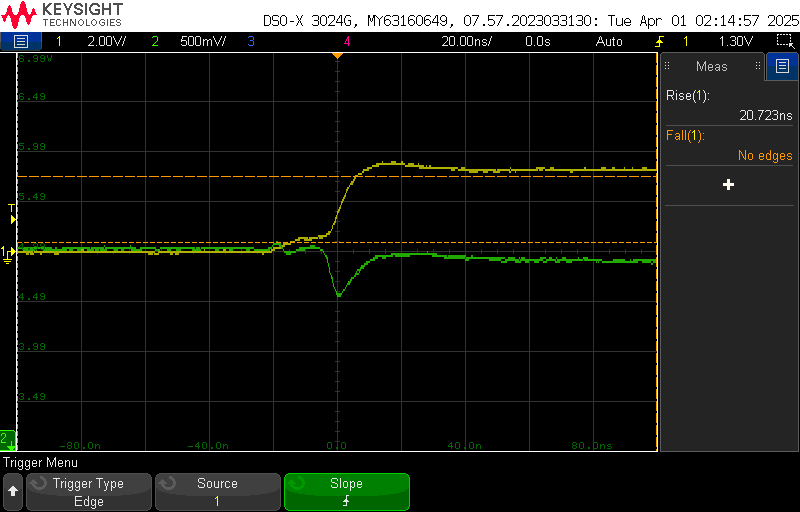 KEYSIGHT
TECHNOLOGIES
DSO-X 3024G, MY63160649, 07.57.2023033130: Tue Apr 01 02:14:57 2025
1 2.00V/ 2 500mV/ 3 4 20.00ns/ 0.0s Auto 1 1.30V
6.99V
6.49
5.99
5.49
4.49
3.99
3.49
-80.0n -40.0n 0.0 40.0n 80.0ns
T
1
2
Meas
Rise(1):
20.723ns
Fall(1):
No edges
Trigger Menu
Trigger Type
Edge
Source
1
Slope